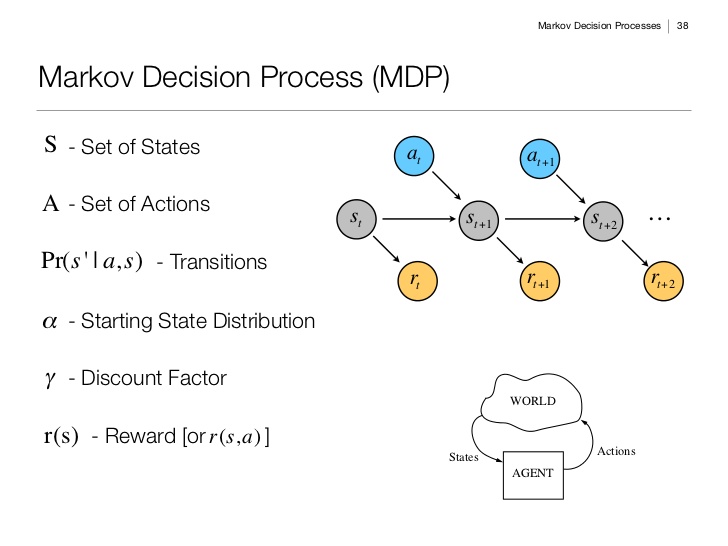 Markov Decision Processes | 38
Markov Decision Process (MDP)
S - Set of States
A - Set of Actions
Pr(s'|a,s) - Transitions
α - Starting State Distribution
γ - Discount Factor
r(s) - Reward [or r(s,a)]
a_t a_{t+1}
s_t s_{t+1} s_{t+2} ...
r_t r_{t+1} r_{t+2}
WORLD
States
Actions
AGENT